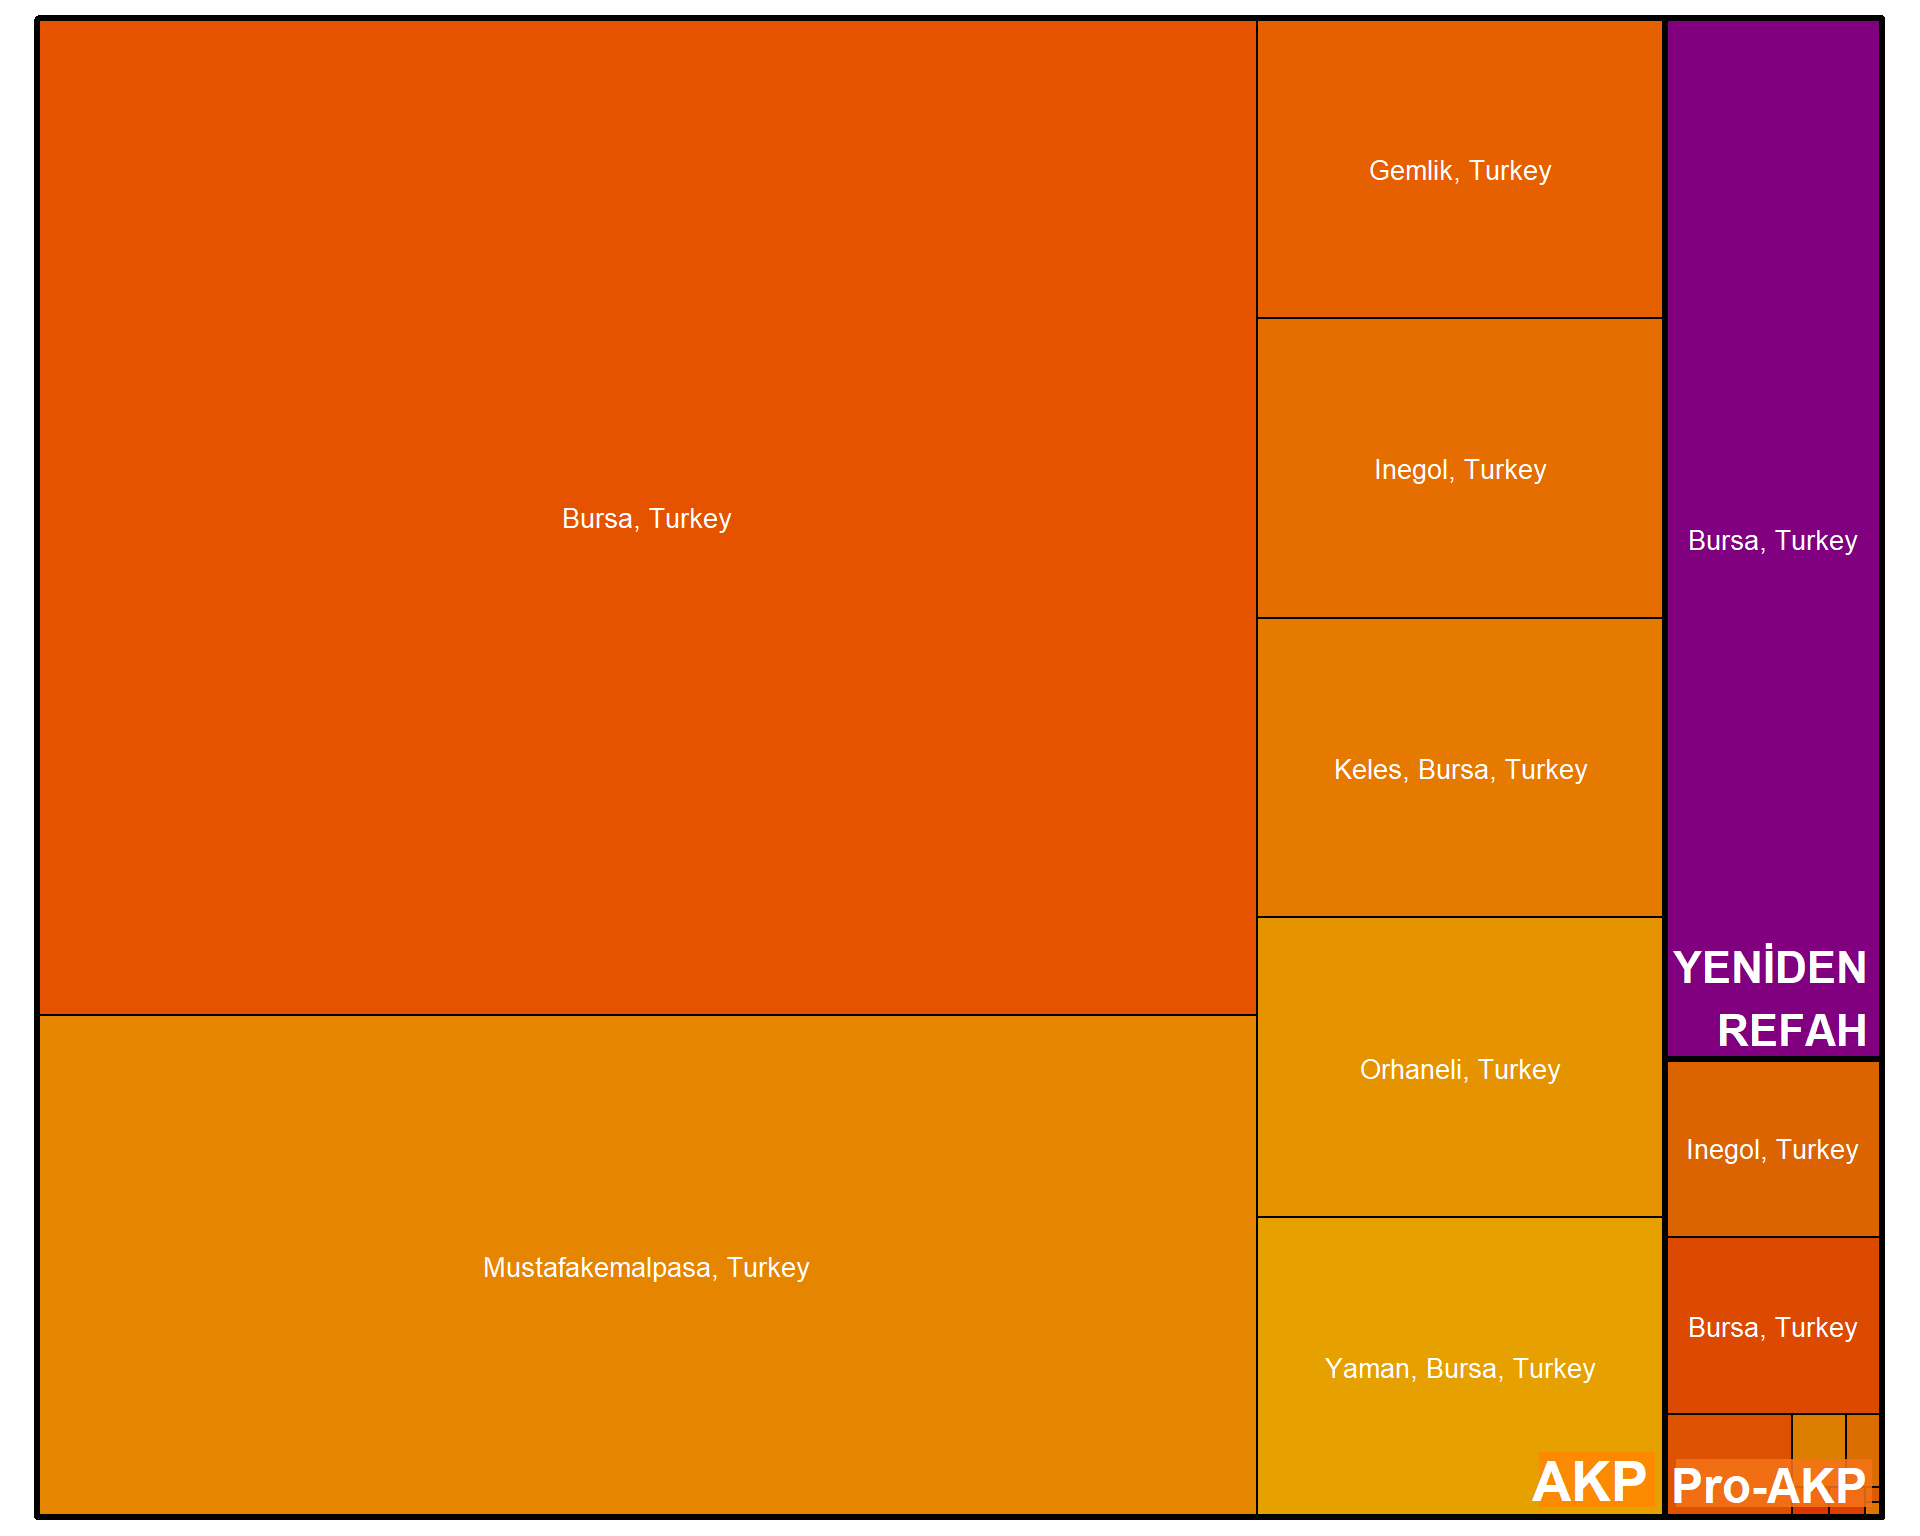 Bursa, Turkey
Mustafakemalpasa, Turkey
Gemlik, Turkey
Inegol, Turkey
Keles, Bursa, Turkey
Orhaneli, Turkey
Yaman, Bursa, Turkey
AKP
Bursa, Turkey
YENİDEN
REFAH
Inegol, Turkey
Bursa, Turkey
Pro-AKP